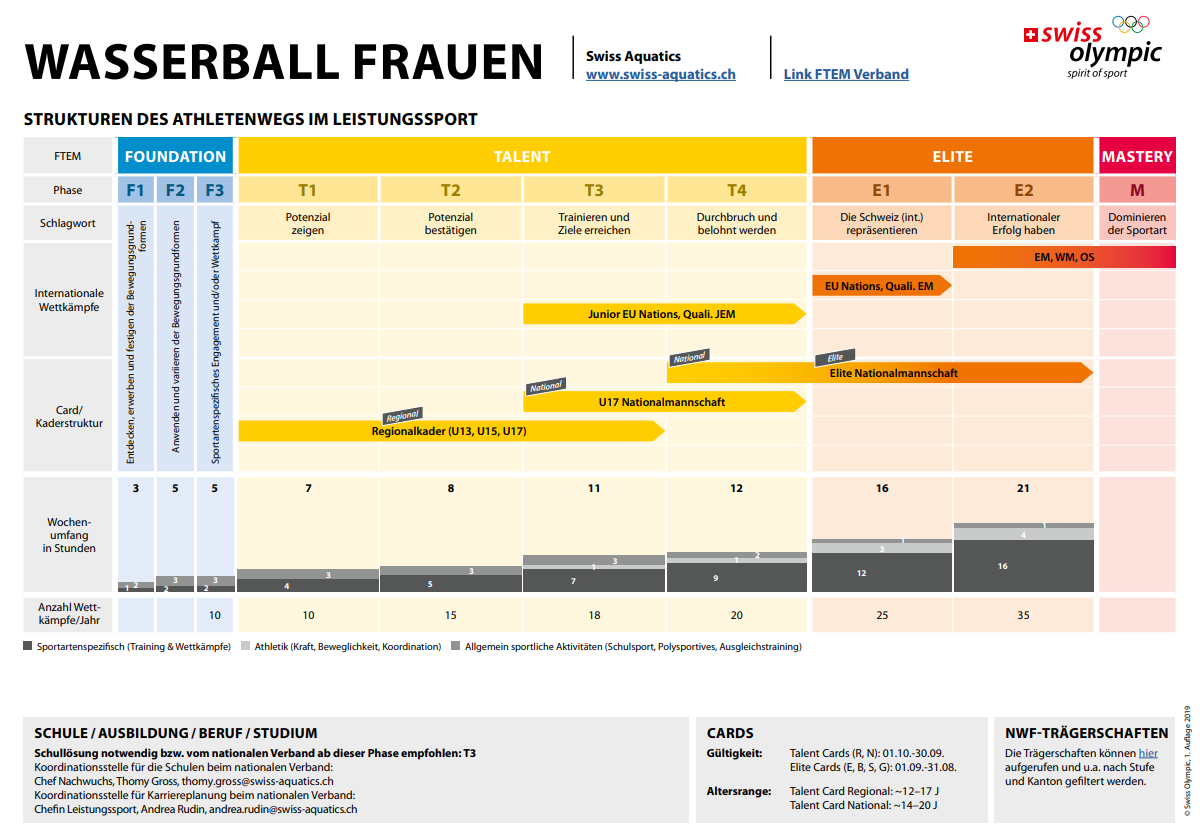 WASSERBALL FRAUEN
Swiss Aquatics
www.swiss-aquatics.ch
Link FTEM Verband
swiss
olympic
spirit of sport
STRUKTUREN DES ATHLETENWEGS IM LEISTUNGSSPORT
FTEM FOUNDATION TALENT ELITE MASTERY
Phase F1 F2 F3 T1 T2 T3 T4 E1 E2 M
Schlagwort
Potenzial
zeigen
Potenzial
bestätigen
Trainieren und
Ziele erreichen
Durchbruch und
belohnt werden
Die Schweiz (int.)
repräsentieren
Internationaler
Erfolg haben
Dominieren
der Sportart
Entdecken, erwerben und festigen der Bewegungsgrund-
formen
Anwenden und variieren der Bewegungsgrundformen
Sportartenspezifisches Engagement und/oder Wettkampf
Internationale
Wettkämpfe
EM, WM, OS
EU Nations, Quali. EM
Junior EU Nations, Quali. JEM
Card/
Kaderstruktur
National
Elite
Elite Nationalmannschaft
National
U17 Nationalmannschaft
Regional
Regionalkader (U13, U15, U17)
Wochen-
umfang
in Stunden
3 5 5 7 8 11 12 16 21
1 2
3
2
3
2
3
4
3
5
3
1
7
2
1
9
1
3
12
1
4
16
Anzahl Wett-
kämpfe/Jahr
10 10 15 18 20 25 35
Sportartenspezifisch (Training & Wettkämpfe) Athletik (Kraft, Beweglichkeit, Koordination) Allgemein sportliche Aktivitäten (Schulsport, Polysportives, Ausgleichstraining)
SCHULE / AUSBILDUNG / BERUF / STUDIUM
Schullösung notwendig bzw. vom nationalen Verband ab dieser Phase empfohlen: T3
Koordinationsstelle für die Schulen beim nationalen Verband:
Chef Nachwuchs, Thomy Gross, thomy.gross@swiss-aquatics.ch
Koordinationsstelle für Karriereplanung beim nationalen Verband:
Chefin Leistungssport, Andrea Rudin, andrea.rudin@swiss-aquatics.ch
CARDS
Gültigkeit: Talent Cards (R, N): 01.10.-30.09.
Elite Cards (E, B, S, G): 01.09.-31.08.
Altersrange: Talent Card Regional: ~12–17 J
Talent Card National: ~14–20 J
NWF-TRÄGERSCHAFTEN
Die Trägerschaften können hier
aufgerufen und u.a. nach Stufe
und Kanton gefiltert werden.
© Swiss Olympic, 1. Auflage 2019